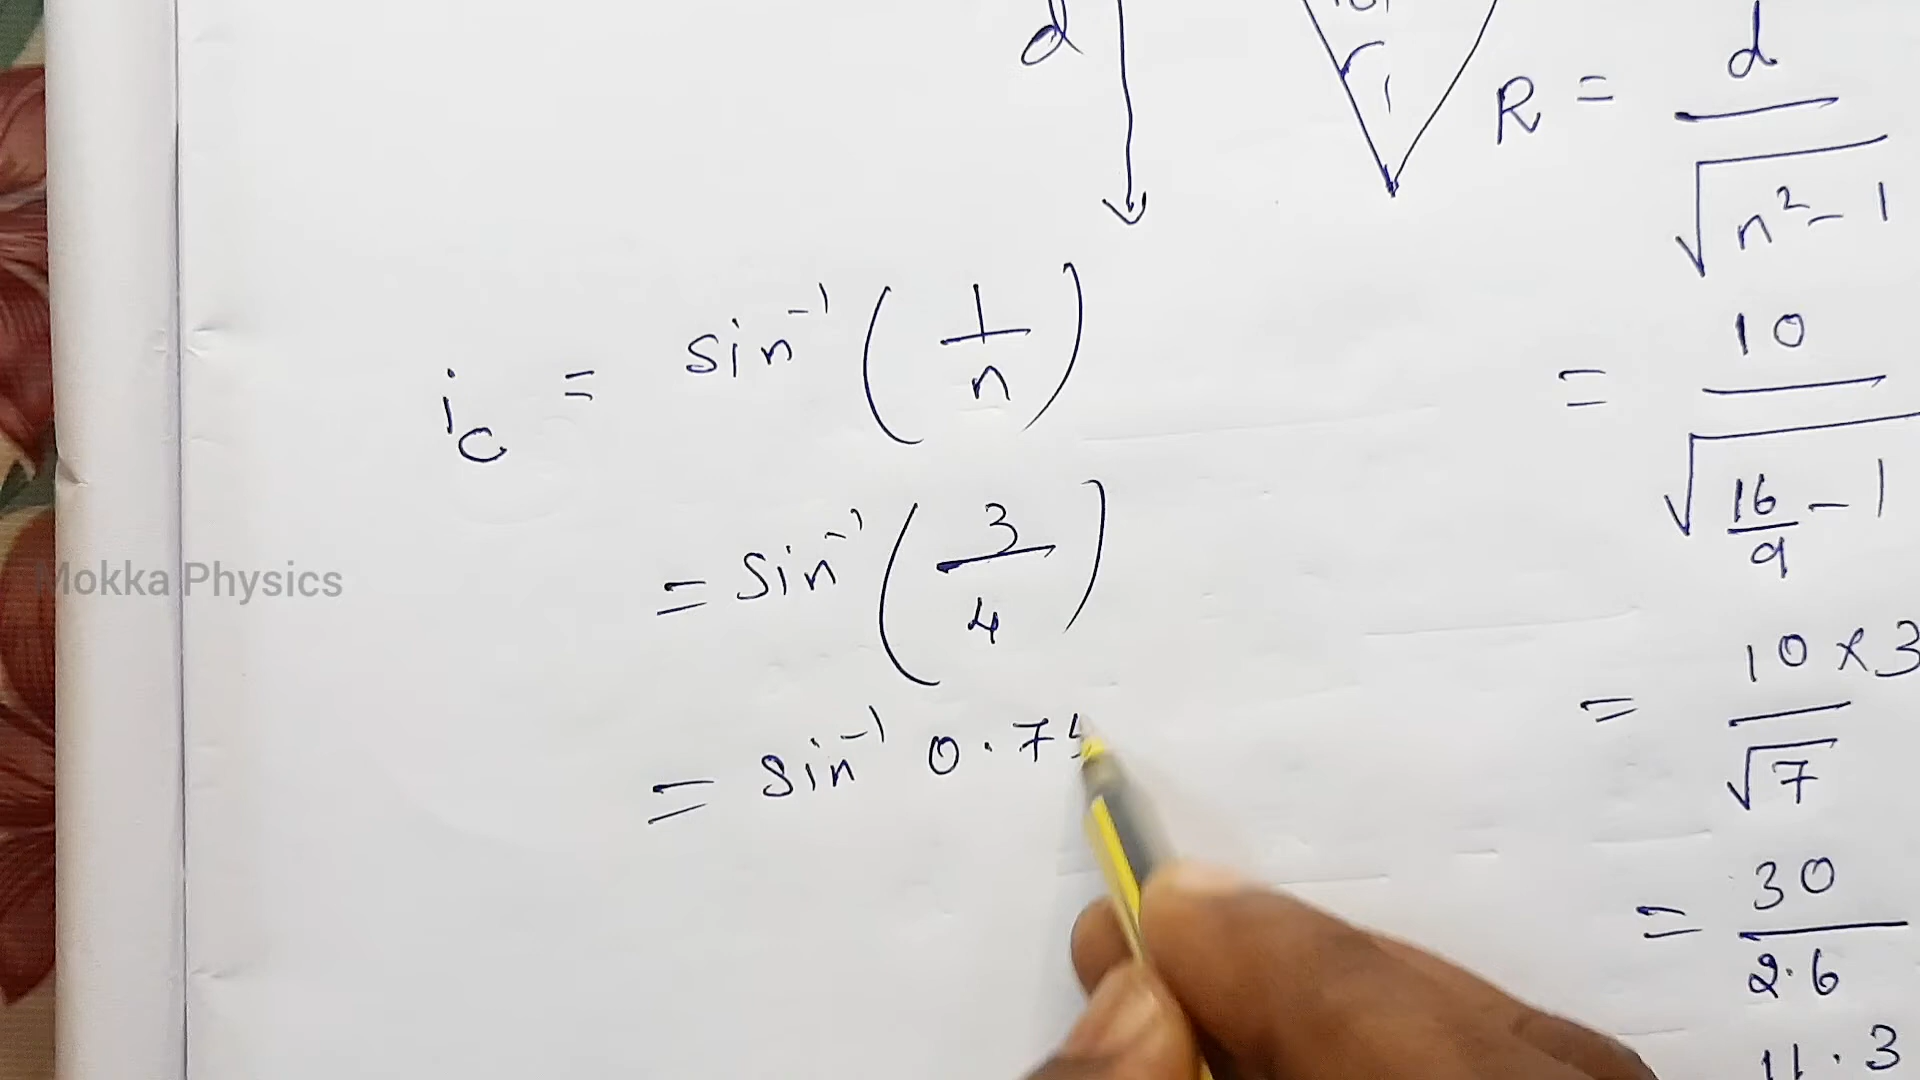 d
R = d / √n² - 1
i_c = sin⁻¹ (1/n)
= 10 / √16/9 - 1
= sin⁻¹ (3/4)
Mokka Physics
= 10 × 3 / √7
= sin⁻¹ 0.75
= 30 / 2.6
11.3